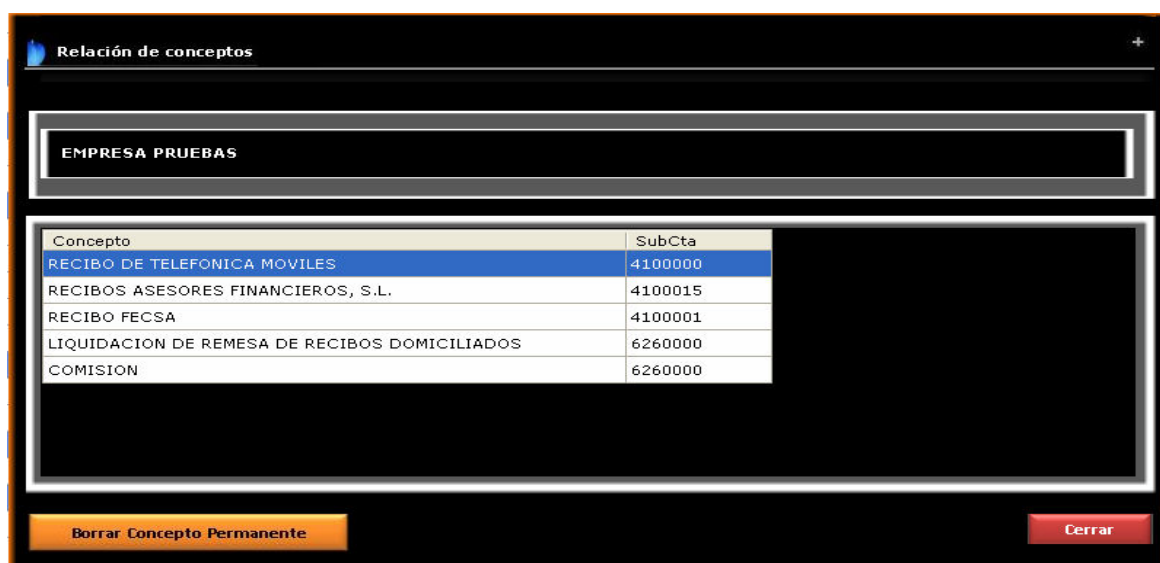 Relación de conceptos
+
EMPRESA PRUEBAS
Concepto SubCta
RECIBO DE TELEFONICA MOVILES 4100000
RECIBOS ASESORES FINANCIEROS, S.L. 4100015
RECIBO FECSA 4100001
LIQUIDACION DE REMESA DE RECIBOS DOMICILIADOS 6260000
COMISION 6260000
Borrar Concepto Permanente Cerrar